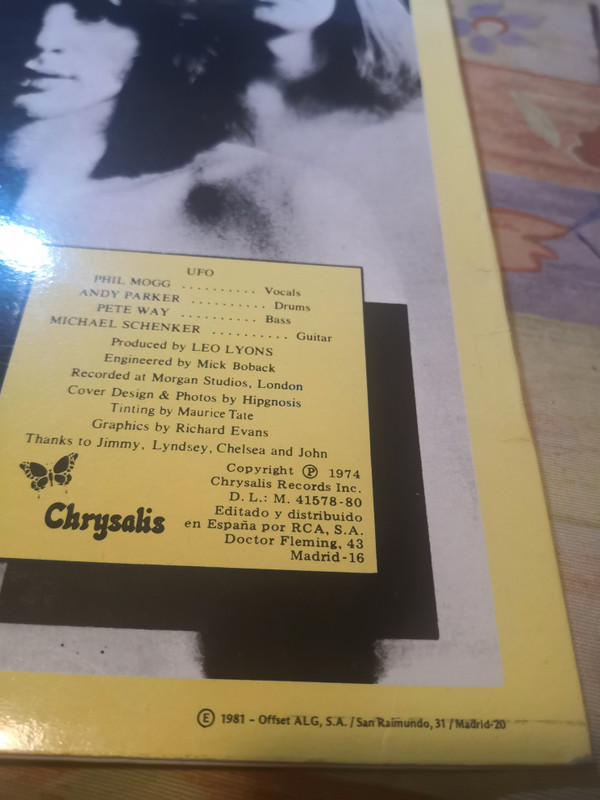 UFO
PHIL MOGG .......... Vocals
ANDY PARKER .......... Drums
PETE WAY .......... Bass
MICHAEL SCHENKER .......... Guitar
Produced by LEO LYONS
Engineered by Mick Boback
Recorded at Morgan Studios, London
Cover Design & Photos by Hipgnosis
Tinting by Maurice Tate
Graphics by Richard Evans
Thanks to Jimmy, Lyndsey, Chelsea and John
Copyright Ⓟ 1974
Chrysalis Records Inc.
D. L.: M. 41578-80
Editado y distribuido
en España por RCA, S.A.
Doctor Fleming, 43
Madrid-16
Chrysalis
Ⓔ 1981 - Offset ALG, S.A. / San Raimundo, 31 / Madrid-20